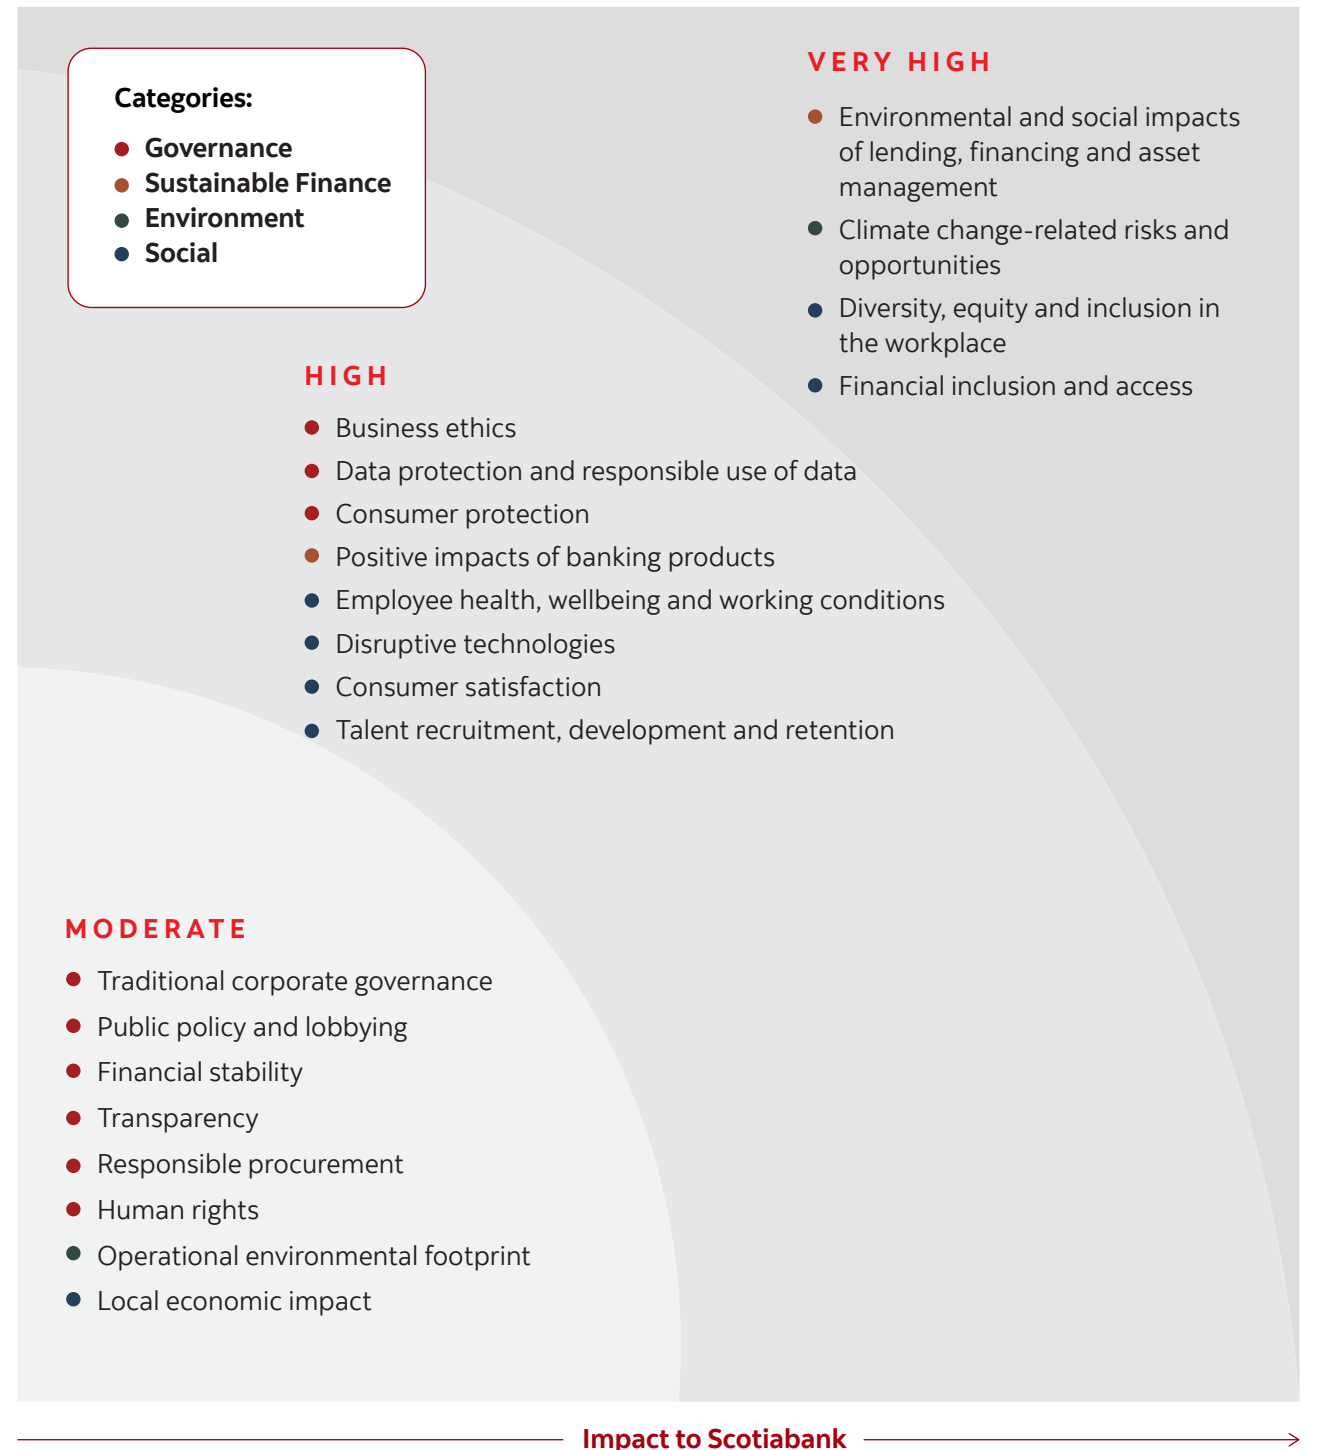 Categories:
Governance
Sustainable Finance
Environment
Social
VERY HIGH
Environmental and social impacts
of lending, financing and asset
management
Climate change-related risks and
opportunities
Diversity, equity and inclusion in
the workplace
Financial inclusion and access
HIGH
Business ethics
Data protection and responsible use of data
Consumer protection
Positive impacts of banking products
Employee health, wellbeing and working conditions
Disruptive technologies
Consumer satisfaction
Talent recruitment, development and retention
MODERATE
Traditional corporate governance
Public policy and lobbying
Financial stability
Transparency
Responsible procurement
Human rights
Operational environmental footprint
Local economic impact
Impact to Scotiabank